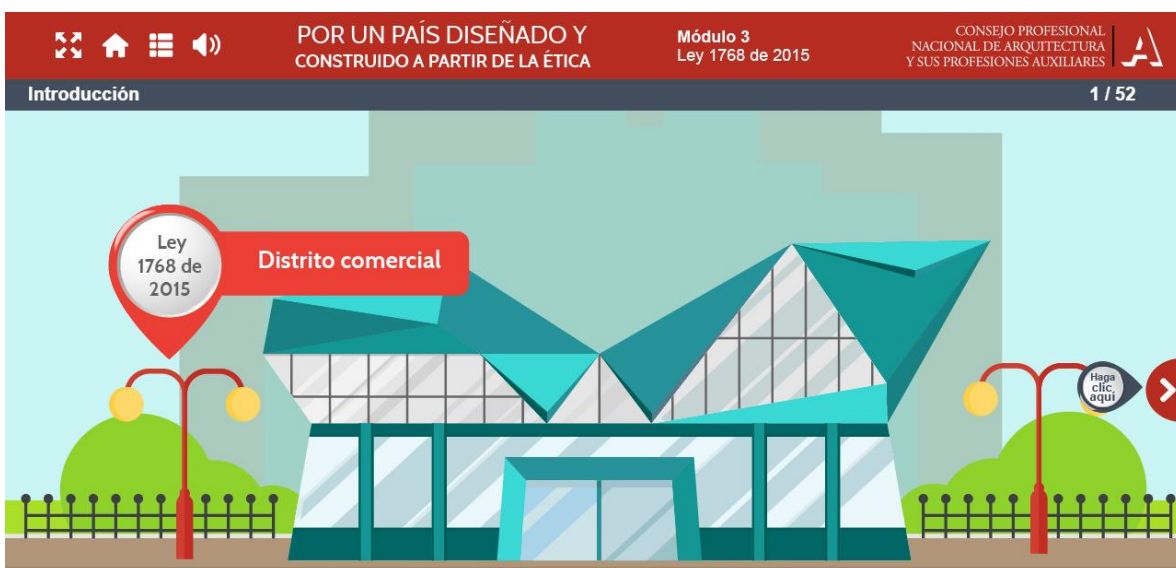 POR UN PAÍS DISEÑADO Y
CONSTRUIDO A PARTIR DE LA ÉTICA
Módulo 3
Ley 1768 de 2015
CONSEJO PROFESIONAL
NACIONAL DE ARQUITECTURA
Y SUS PROFESIONES AUXILIARES
Introducción
1 / 52
Ley
1768 de
2015
Distrito comercial
Haga
clic
aquí